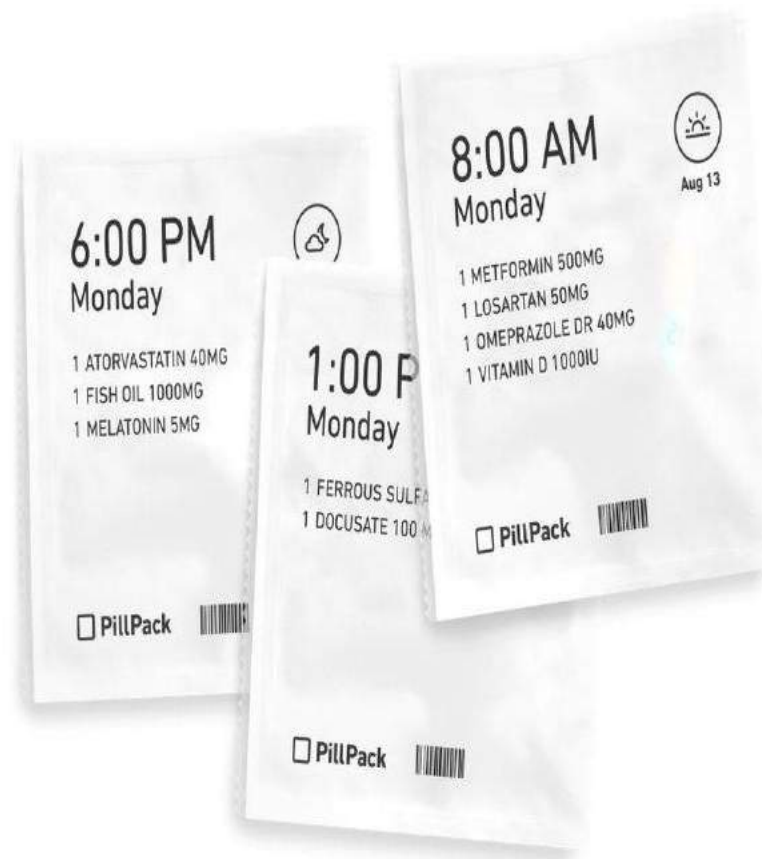 6:00 PM
Monday
1 ATORVASTATIN 40MG
1 FISH OIL 1000MG
1 MELATONIN 5MG
PillPack
1:00 P
Monday
1 FERROUS SULFA
1 DOCUSATE 100
PillPack
8:00 AM
Monday
Aug 13
1 METFORMIN 500MG
1 LOSARTAN 50MG
1 OMEPRAZOLE DR 40MG
1 VITAMIN D 1000IU
PillPack